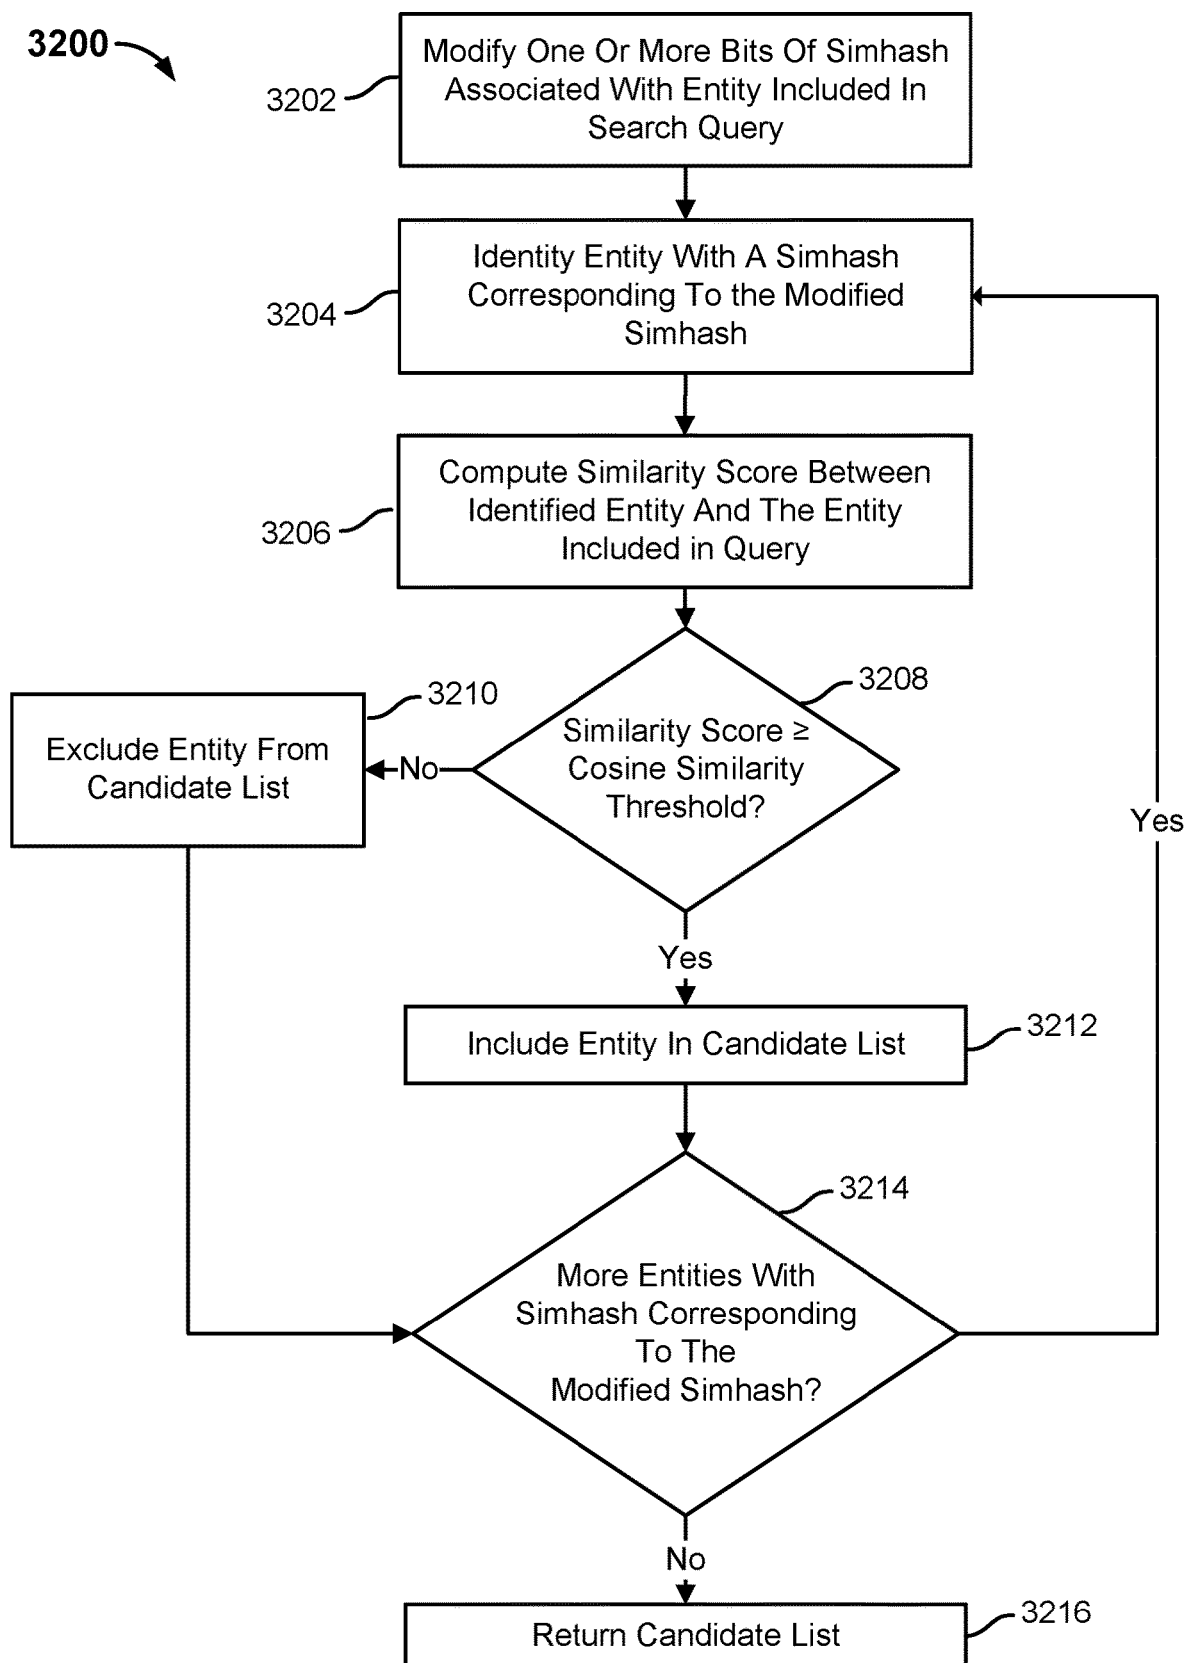 3200
Modify One Or More Bits Of Simhash
Associated With Entity Included In
Search Query
3202
Identity Entity With A Simhash
Corresponding To the Modified
Simhash
3204
Compute Similarity Score Between
Identified Entity And The Entity
Included in Query
3206
3208
Similarity Score ≥
Cosine Similarity
Threshold?
3210
Exclude Entity From
Candidate List
No
Yes
Yes
Include Entity In Candidate List
3212
3214
More Entities With
Simhash Corresponding
To The
Modified Simhash?
No
Return Candidate List
3216